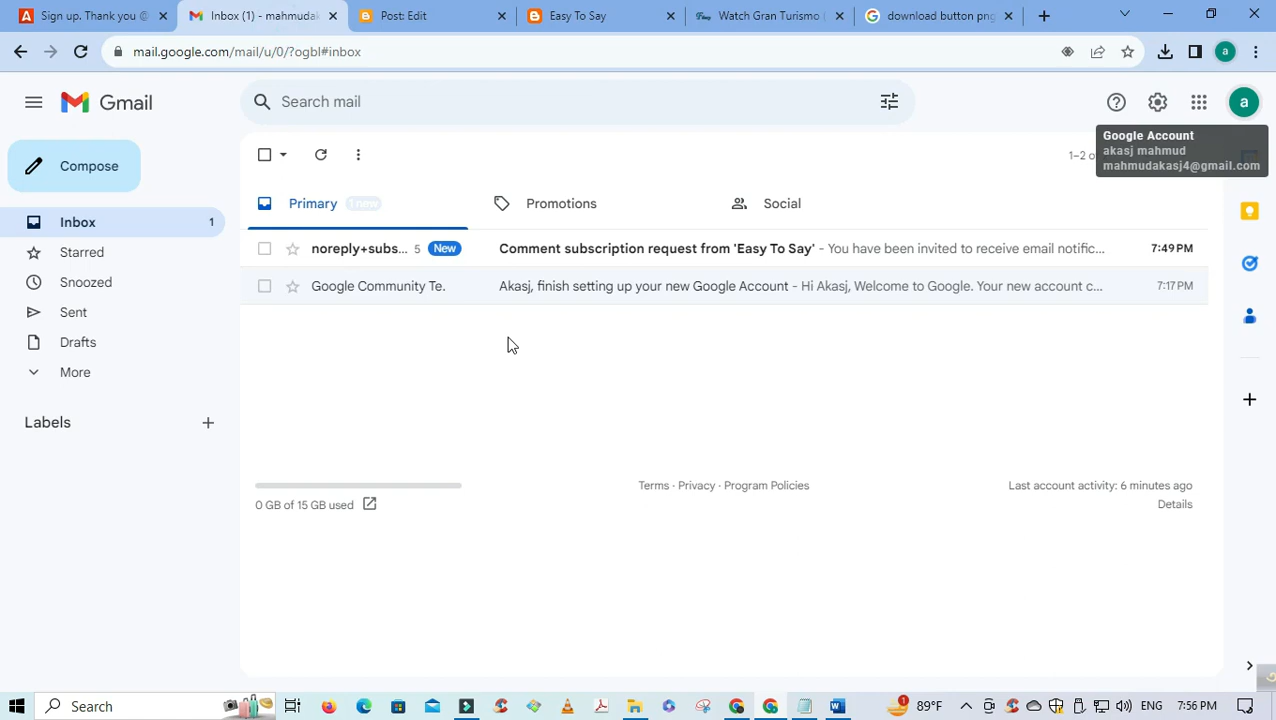 Sign up. Thank you @
Inbox (1) - mahmudak
Post: Edit
Easy To Say
Watch Gran Turismo (
download button png
mail.google.com/mail/u/0/?ogbl#inbox
a
Gmail
Search mail
a
Google Account
akasj mahmud
mahmudakasj4@gmail.com
Compose
1–2 o
Primary 1 new
Promotions
Social
Inbox 1
noreply+subs... 5 New Comment subscription request from 'Easy To Say' - You have been invited to receive email notific... 7:49 PM
Starred
Google Community Te. Akasj, finish setting up your new Google Account - Hi Akasj, Welcome to Google. Your new account c... 7:17 PM
Snoozed
Sent
Drafts
More
Labels
Terms · Privacy · Program Policies
Last account activity: 6 minutes ago
0 GB of 15 GB used
Details
Search
1
89°F
ENG
7:56 PM